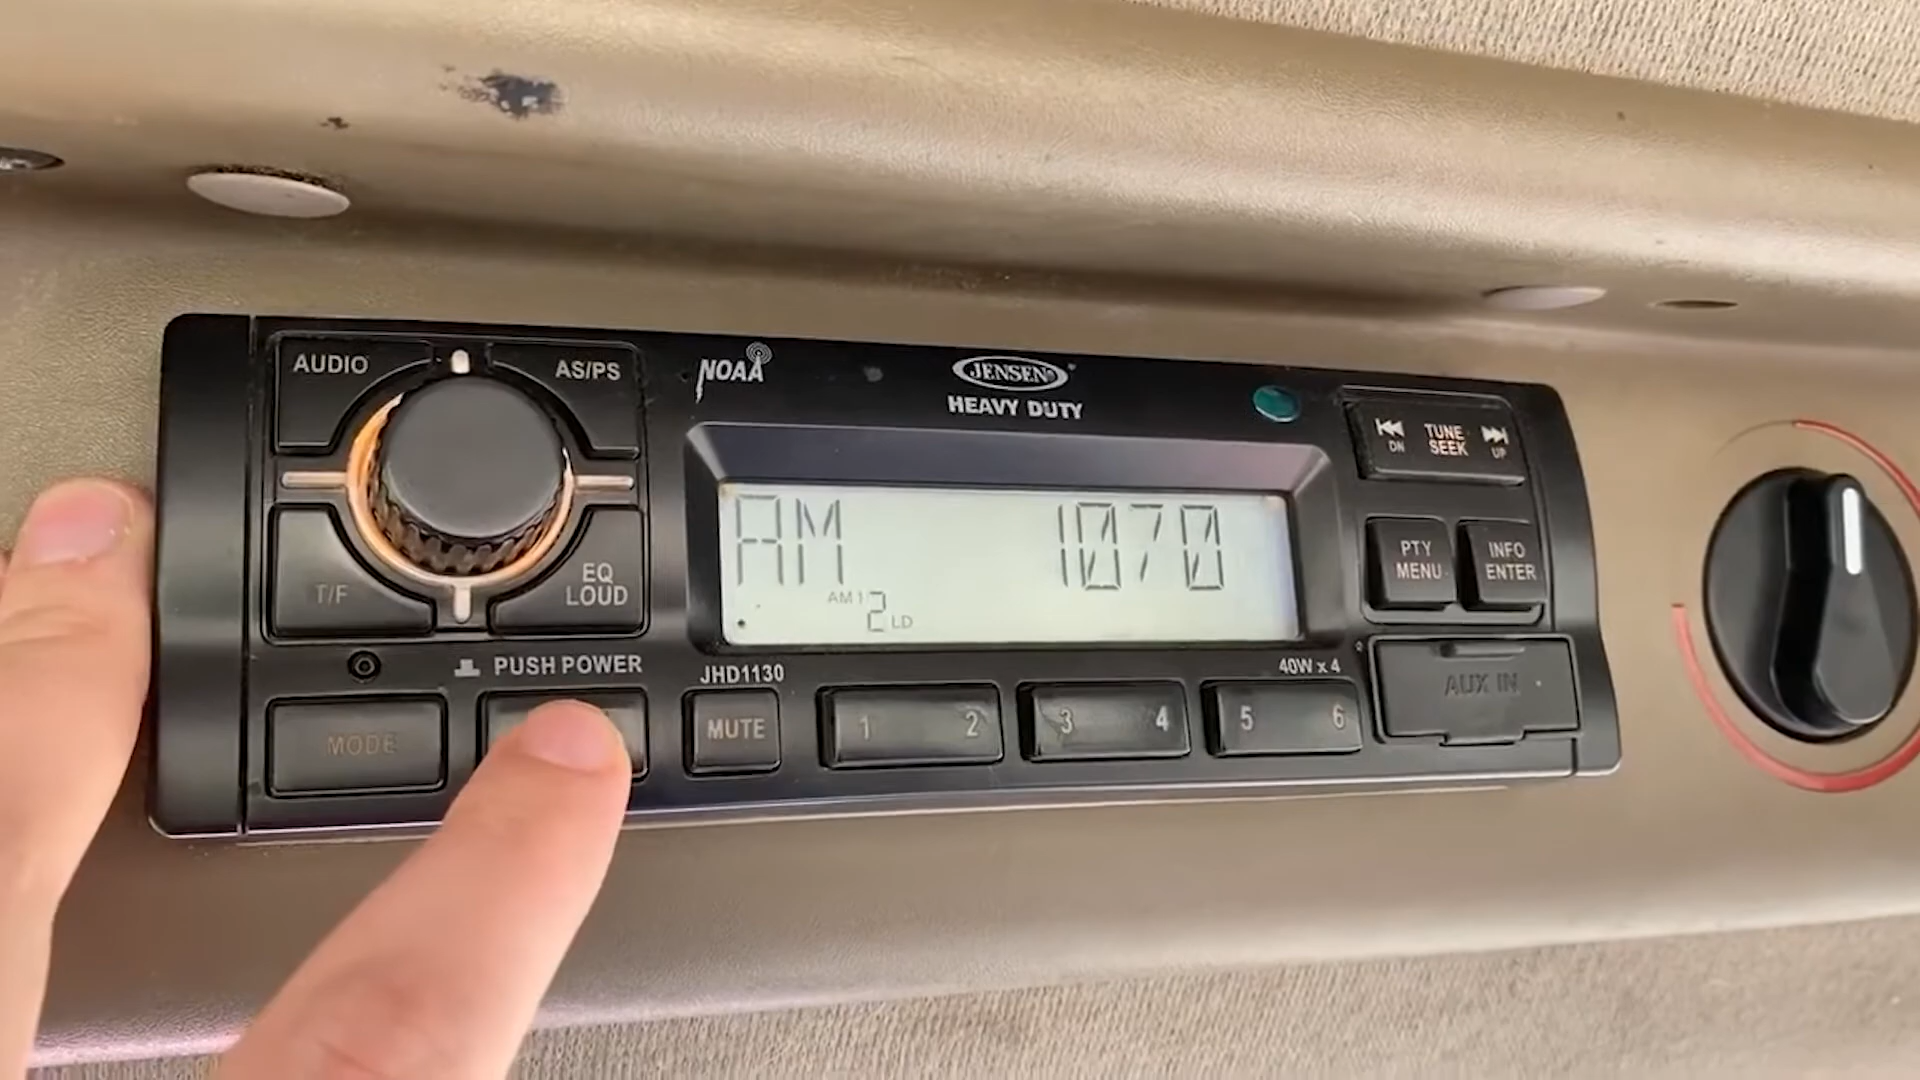 AUDIO
AS/PS
NOAA
JENSEN
HEAVY DUTY
DN
TUNE
SEEK
UP
AM 1070
AM1 2 LD
T/F
EQ
LOUD
PTY
MENU
INFO
ENTER
PUSH POWER
JHD1130
40W x 4
AUX IN
MODE
MUTE
1 2
3 4
5 6